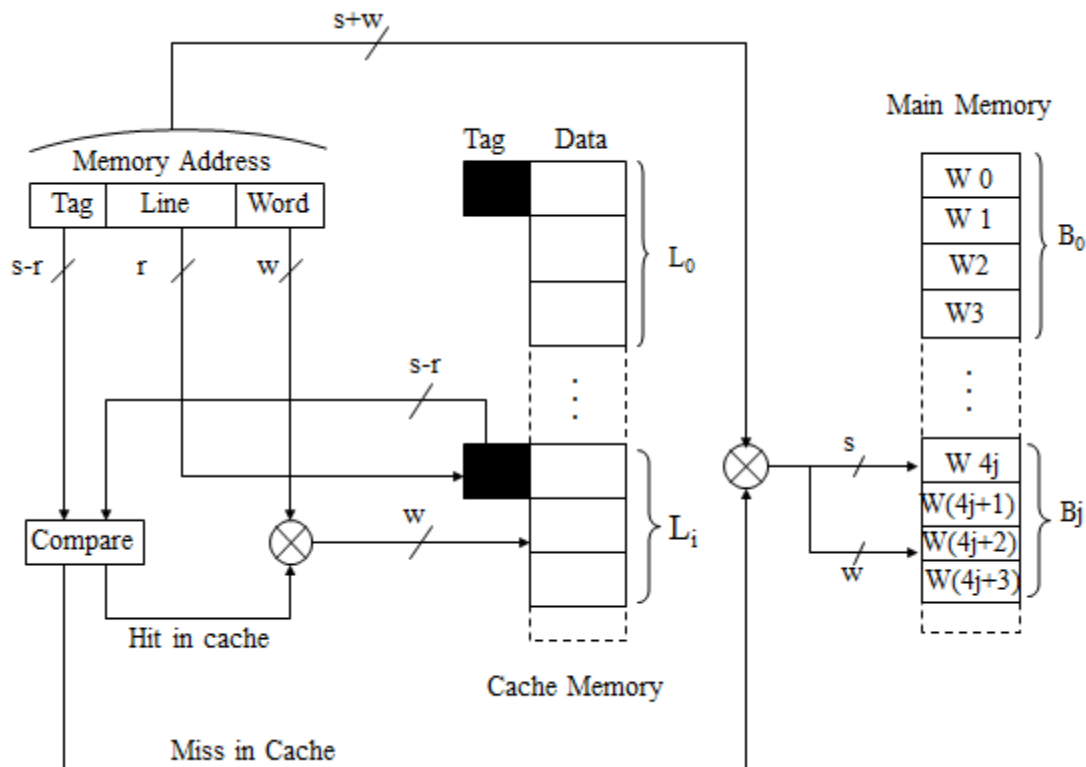 s+w
Main Memory
Tag Data
Memory Address
Tag Line Word
s-r r w
L0
W 0
W 1
W2
W3
B0
s-r
s
W 4j
W(4j+1)
W(4j+2)
W(4j+3)
Bj
Compare
w
Li
w
Hit in cache
Cache Memory
Miss in Cache